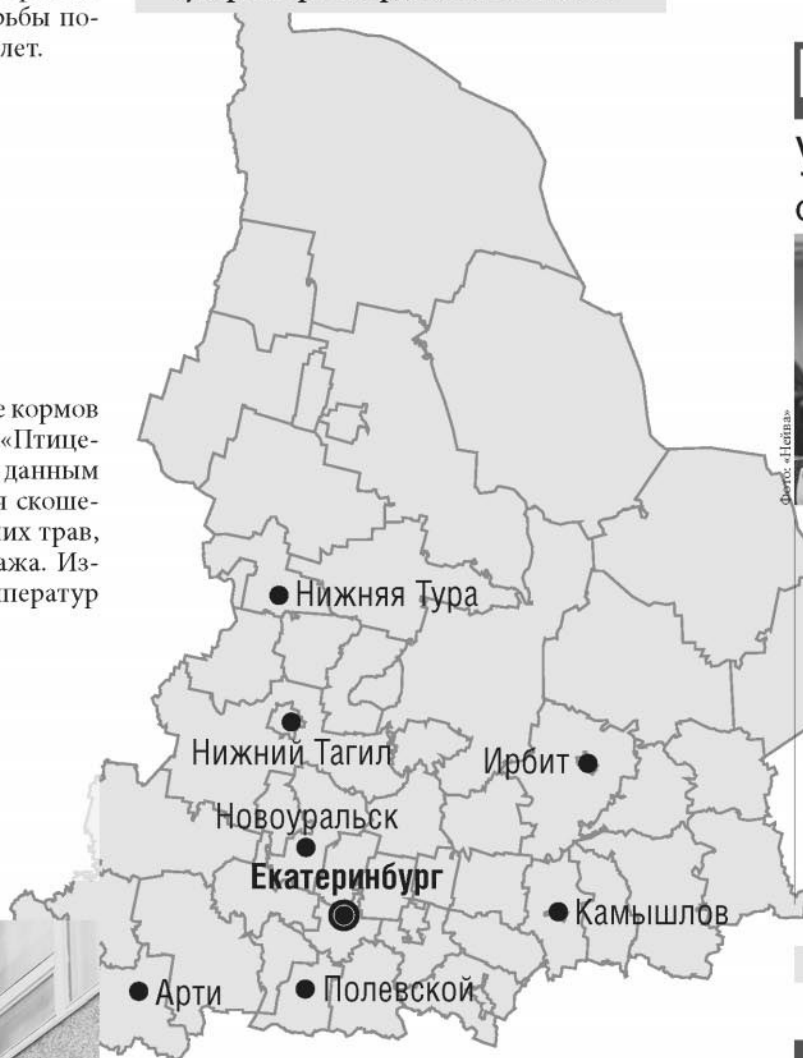 рьбы по-
лет.
е кормов
«Птице-
данным
я скоше-
их трав,
ажа. Из-
ператур
Фото: «Нейва»
Нижняя Тура
Нижний Тагил
Ирбит
Новоуральск
Екатеринбург
Камышлов
Арти
Полевской